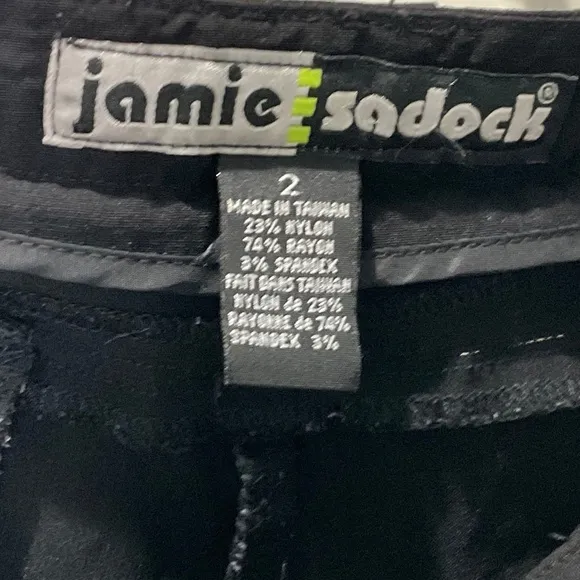 jamie sadock®
2
MADE IN TAIWAN
23% NYLON
74% RAYON
3% SPANDEX
FAIT DANS TAIWAN
NYLON de 23%
RAYONNE de 74%
SPANDEX 3%